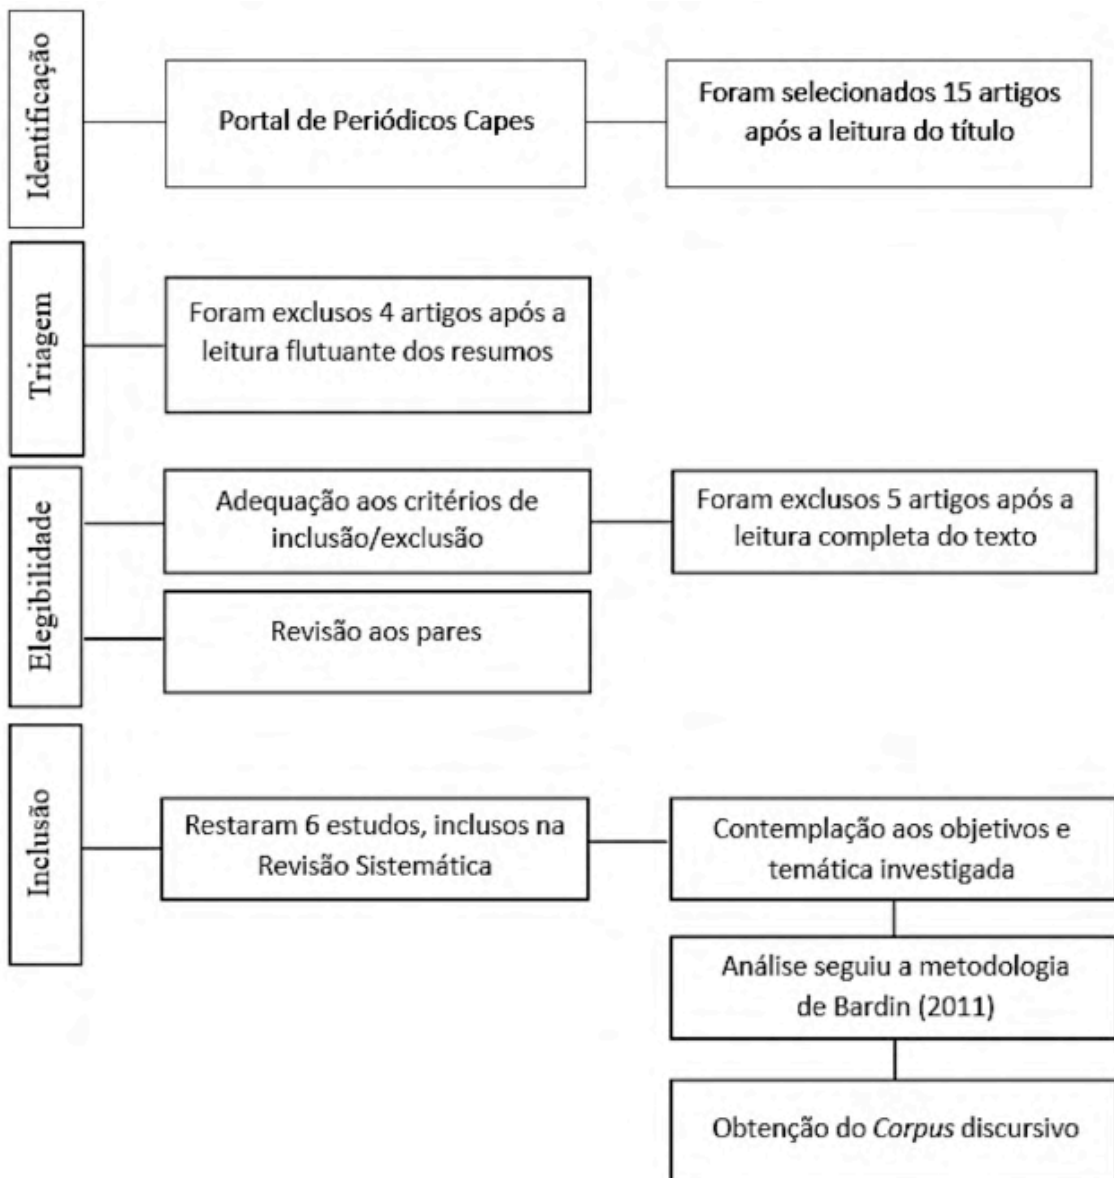 Identificação
Portal de Periódicos Capes
Foram selecionados 15 artigos
após a leitura do título
Triagem
Foram exclusos 4 artigos após a
leitura flutuante dos resumos
Elegibilidade
Adequação aos critérios de
inclusão/exclusão
Foram exclusos 5 artigos após a
leitura completa do texto
Revisão aos pares
Inclusão
Restaram 6 estudos, inclusos na
Revisão Sistemática
Contemplação aos objetivos e
temática investigada
Análise seguiu a metodologia
de Bardin (2011)
Obtenção do Corpus discursivo